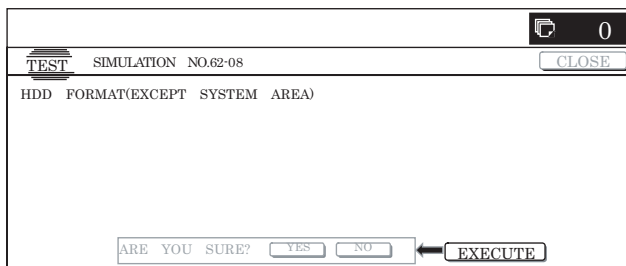 0
TEST SIMULATION NO.62-08 CLOSE
HDD FORMAT(EXCEPT SYSTEM AREA)
ARE YOU SURE? YES NO EXECUTE